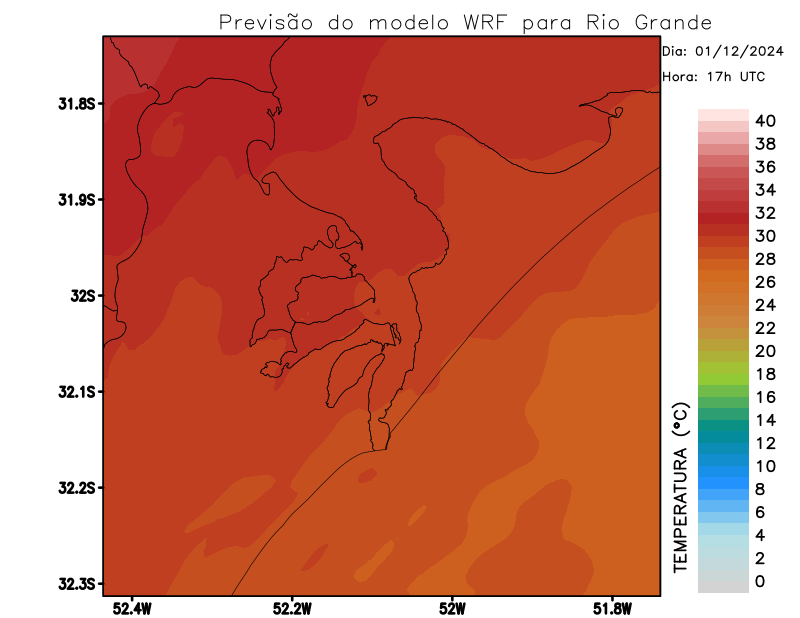 Previsão do modelo WRF para Rio Grande
Dia: 01/12/2024
Hora: 17h UTC
31.8S
31.9S
32S
32.1S
32.2S
32.3S
52.4W
52.2W
52W
51.8W
TEMPERATURA (°C)
40
38
36
34
32
30
28
26
24
22
20
18
16
14
12
10
8
6
4
2
0